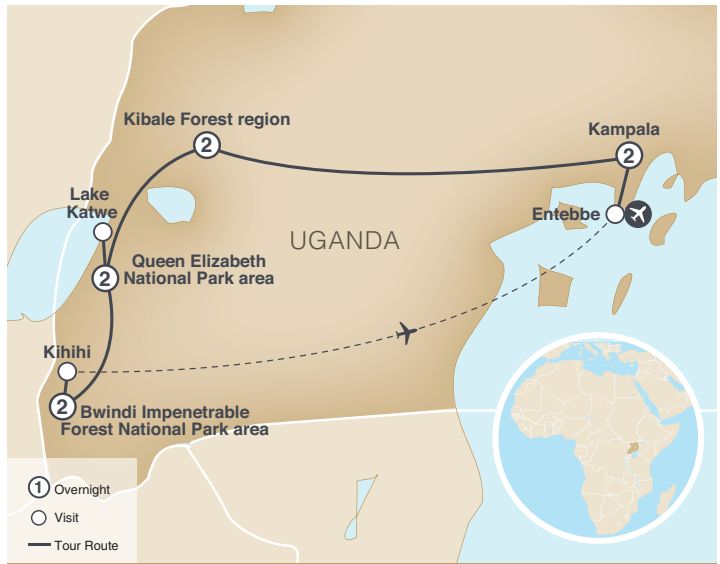 Kibale Forest region
2
Kampala
2
Lake
Katwe
Entebbe
UGANDA
Queen Elizabeth
National Park area
2
Kihihi
2
Bwindi Impenetrable
Forest National Park area
1 Overnight
Visit
Tour Route